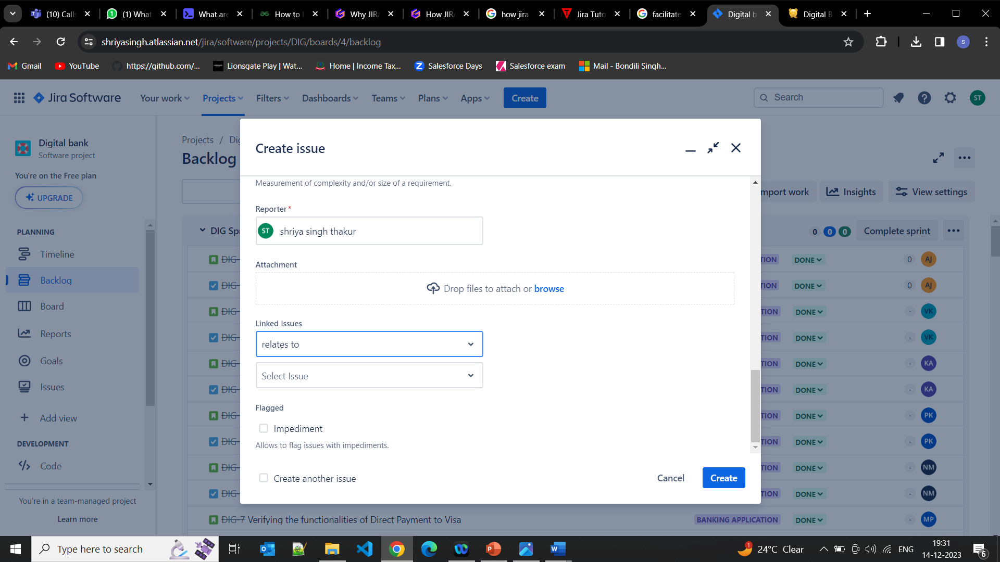 (10) Calls
(1) What
What are
How to
Why JIRA
How JIRA
how jira
Jira Tuto
facilitate
Digital b
Digital B
shriyasingh.atlassian.net/jira/software/projects/DIG/boards/4/backlog
S
Gmail
YouTube
https://github.com/...
Lionsgate Play | Wat...
Home | Income Tax...
Salesforce Days
Salesforce exam
Mail - Bondili Singh...
Jira Software
Your work
Projects
Filters
Dashboards
Teams
Plans
Apps
Create
Search
ST
Digital bank
Software project
You're on the Free plan
UPGRADE
PLANNING
Timeline
Backlog
Board
Reports
Goals
Issues
Add view
DEVELOPMENT
Code
You're in a team-managed project
Learn more
Projects / Dig
Backlog
mport work
Insights
View settings
DIG Spr
0 0 0
Complete sprint
DIG- TION DONE 0 AJ
DIG- TION DONE 0 AJ
DIG- TION DONE - VK
DIG- TION DONE - VK
DIG- TION DONE - KA
DIG- TION DONE - KA
DIG- TION DONE - PK
DIG- TION DONE - PK
DIG- TION DONE - NM
DIG- TION DONE - NM
DIG-7 Verifying the functionalities of Direct Payment to Visa BANKING APPLICATION DONE - MP
Create issue
Measurement of complexity and/or size of a requirement.
Reporter *
ST shriya singh thakur
Attachment
Drop files to attach or browse
Linked Issues
relates to
Select Issue
Flagged
Impediment
Allows to flag issues with impediments.
Create another issue
Cancel
Create
Type here to search
1
24°C Clear
ENG
19:31
14-12-2023
6